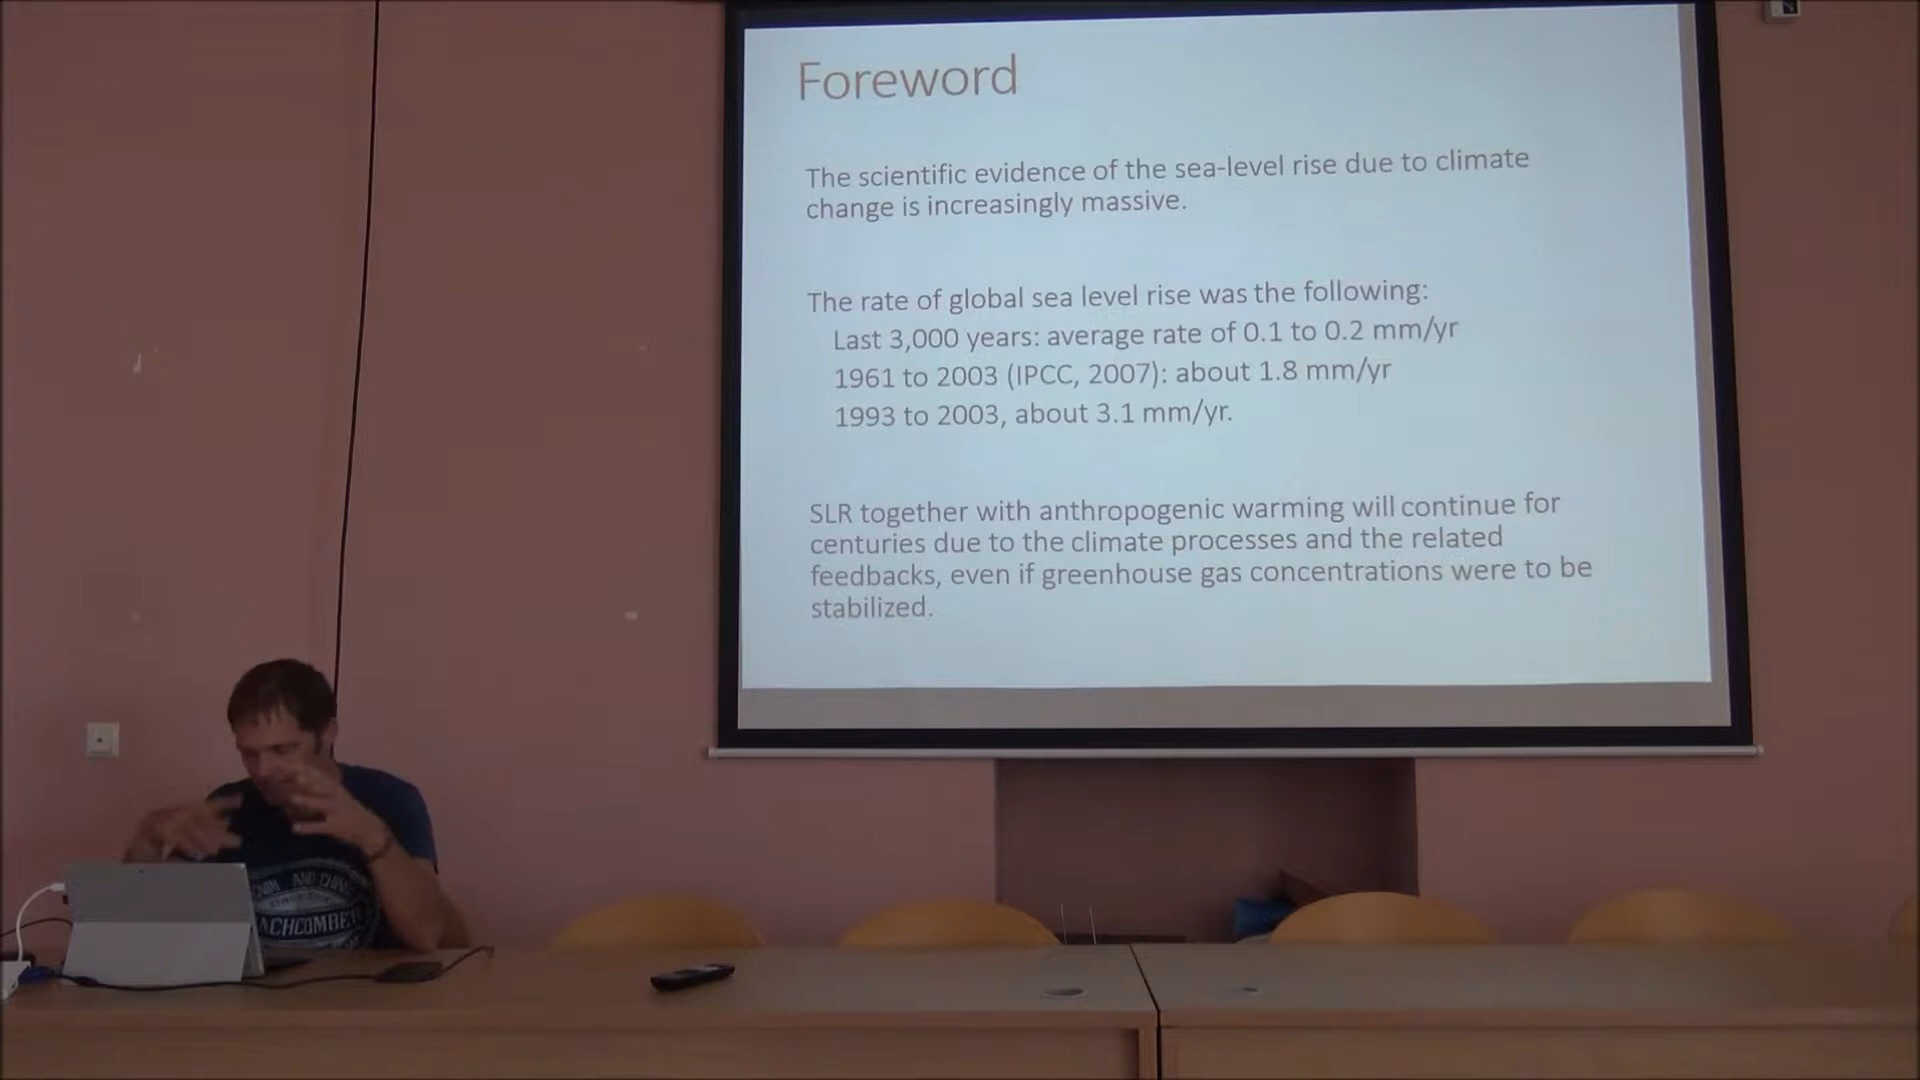 Foreword
The scientific evidence of the sea-level rise due to climate
change is increasingly massive.
The rate of global sea level rise was the following:
Last 3,000 years: average rate of 0.1 to 0.2 mm/yr
1961 to 2003 (IPCC, 2007): about 1.8 mm/yr
1993 to 2003, about 3.1 mm/yr.
SLR together with anthropogenic warming will continue for
centuries due to the climate processes and the related
feedbacks, even if greenhouse gas concentrations were to be
stabilized.
AND
ACHCOMBER